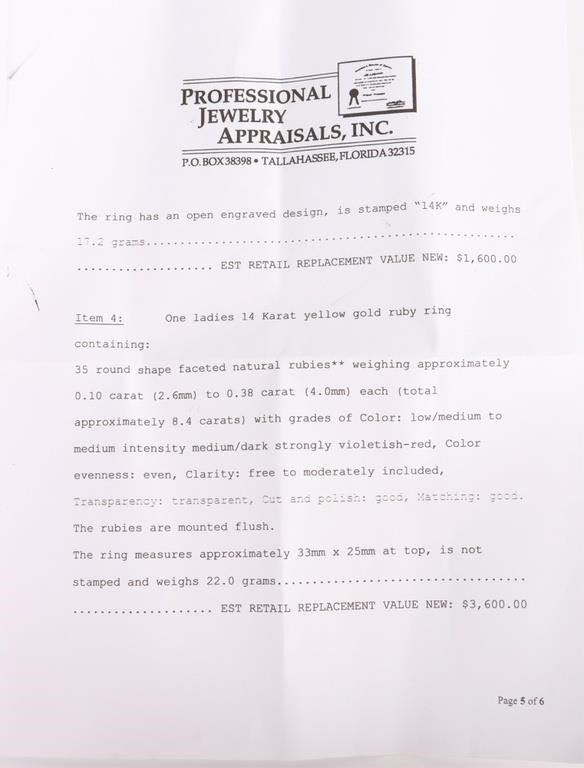 PROFESSIONAL
JEWELRY
APPRAISALS, INC.
P.O. BOX 38398 • TALLAHASSEE, FLORIDA 32315
The ring has an open engraved design, is stamped "14K" and weighs
17.2 grams....................................................
.................... EST RETAIL REPLACEMENT VALUE NEW: $1,600.00
Item 4: One ladies 14 Karat yellow gold ruby ring
containing:
35 round shape faceted natural rubies** weighing approximately
0.10 carat (2.6mm) to 0.38 carat (4.0mm) each (total
approximately 8.4 carats) with grades of Color: low/medium to
medium intensity medium/dark strongly violetish-red, Color
evenness: even, Clarity: free to moderately included,
Transparency: transparent, Cut and polish: good, Matching: good.
The rubies are mounted flush.
The ring measures approximately 33mm x 25mm at top, is not
stamped and weighs 22.0 grams...................................
.................... EST RETAIL REPLACEMENT VALUE NEW: $3,600.00
Page 5 of 6